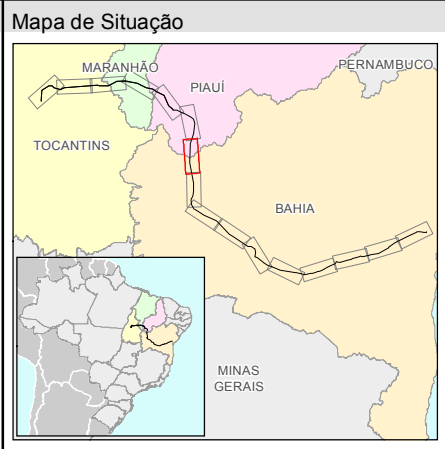 Mapa de Situação
PERNAMBUCO
MARANHÃO
PIAUÍ
TOCANTINS
BAHIA
MINAS
GERAIS